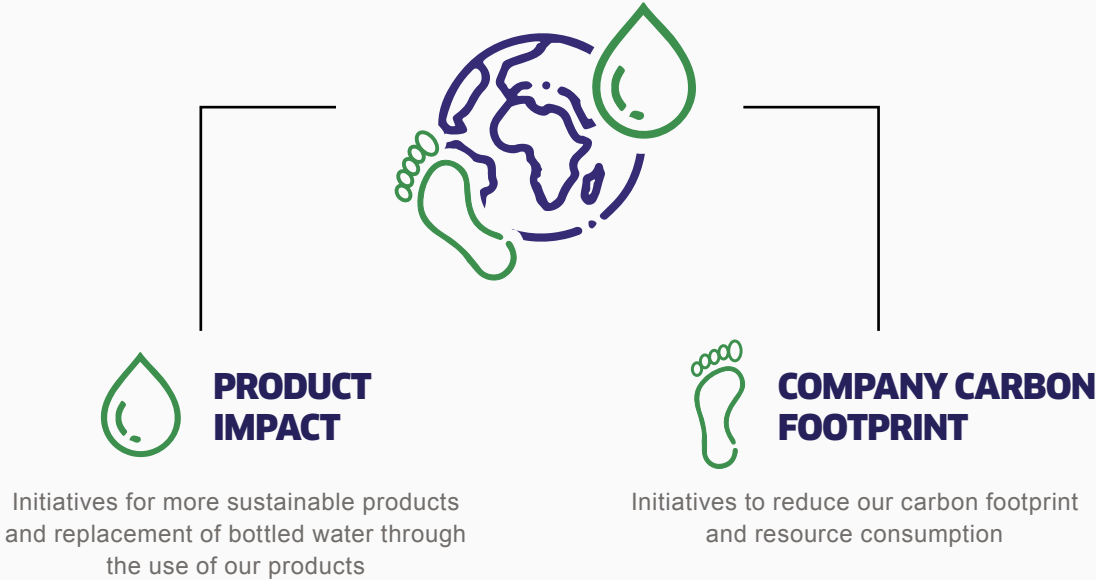 PRODUCT
IMPACT
Initiatives for more sustainable products
and replacement of bottled water through
the use of our products
COMPANY CARBON
FOOTPRINT
Initiatives to reduce our carbon footprint
and resource consumption